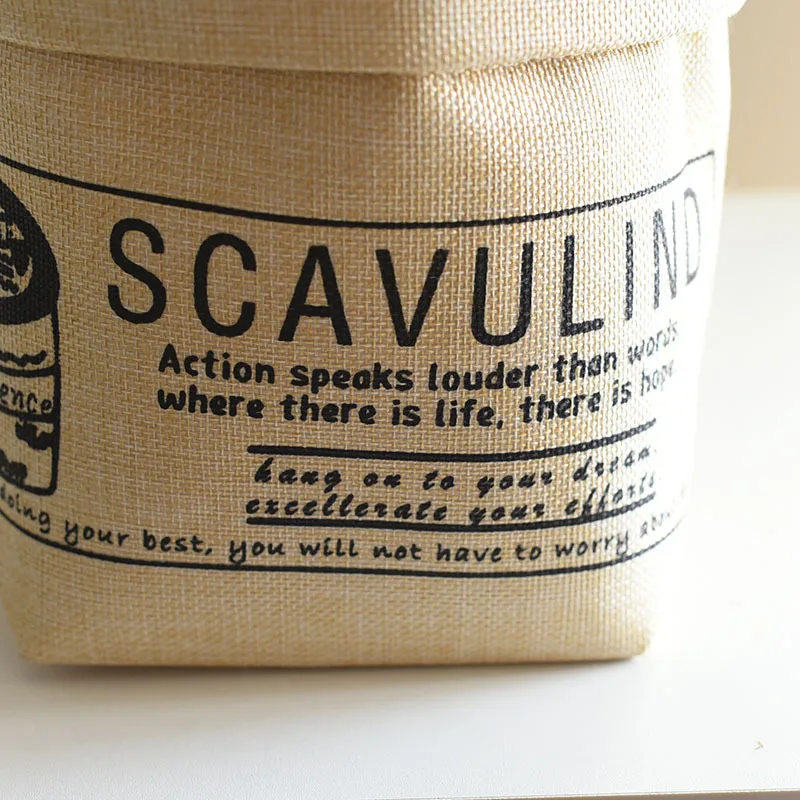 SCAVULIND
Action speaks louder than words
where there is life, there is hope
ence
hang on to your dream.
excellerate your efforts.
doing your best, you will not have to worry